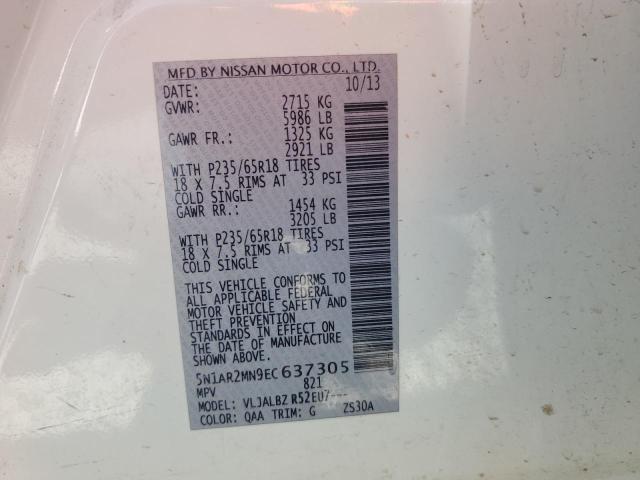 MFD BY NISSAN MOTOR CO., LTD.
DATE: 10/13
GVWR: 2715 KG
5986 LB
GAWR FR.: 1325 KG
2921 LB
WITH P235/65R18 TIRES
18 X 7.5 RIMS AT 33 PSI
COLD SINGLE
GAWR RR.: 1454 KG
3205 LB
WITH P235/65R18 TIRES
18 X 7.5 RIMS AT 33 PSI
COLD SINGLE
THIS VEHICLE CONFORMS TO
ALL APPLICABLE FEDERAL
MOTOR VEHICLE SAFETY AND
THEFT PREVENTION
STANDARDS IN EFFECT ON
THE DATE OF MANUFACTURE
SHOWN ABOVE.
5N1AR2MN9EC637305
MPV 821
MODEL: VLJALBZ R52EU7---
COLOR: QAA TRIM: G ZS30A